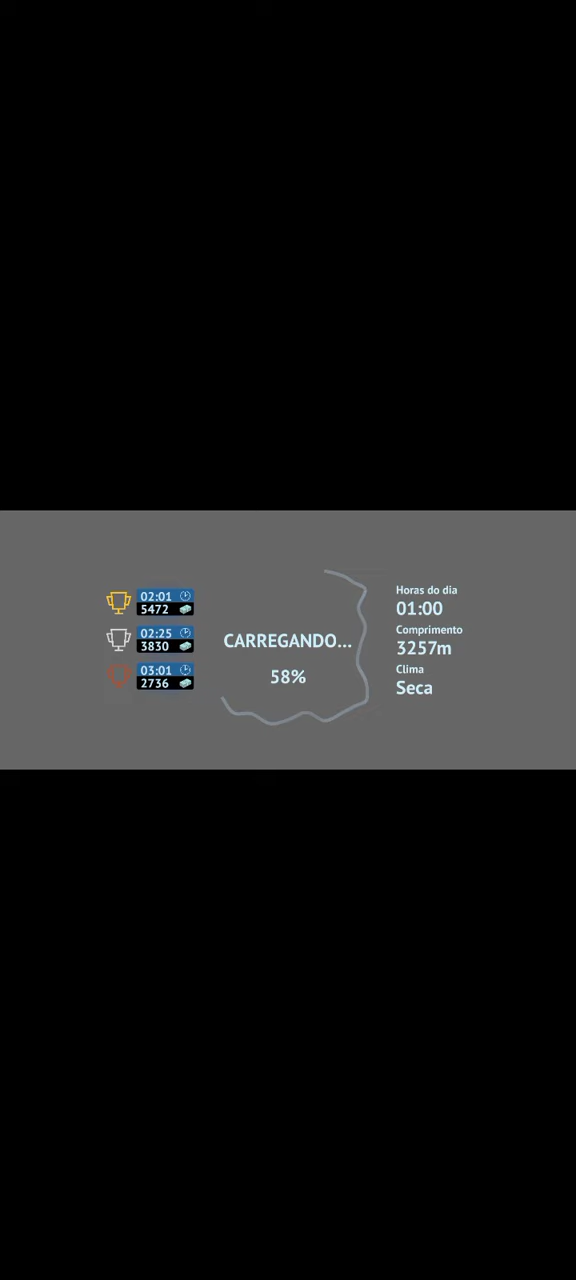 02:01
5472
02:25
3830
03:01
2736
CARREGANDO...
58%
Horas do dia
01:00
Comprimento
3257m
Clima
Seca